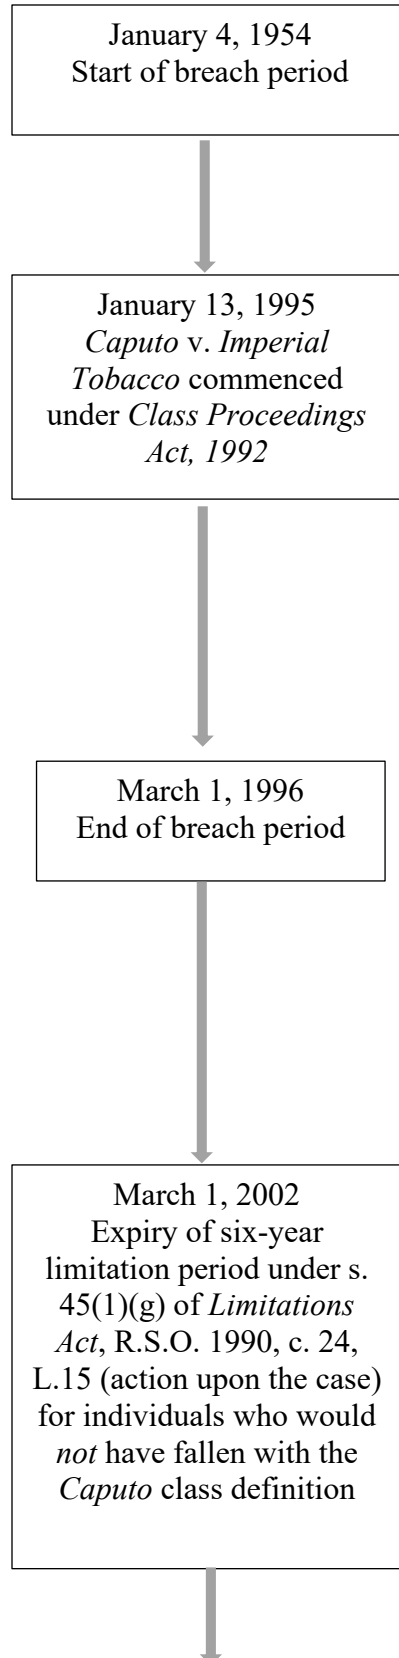 January 4, 1954
Start of breach period
January 13, 1995
Caputo v. Imperial
Tobacco commenced
under Class Proceedings
Act, 1992
March 1, 1996
End of breach period
March 1, 2002
Expiry of six-year
limitation period under s.
45(1)(g) of Limitations
Act, R.S.O. 1990, c. 24,
L.15 (action upon the case)
for individuals who would
not have fallen with the
Caputo class definition